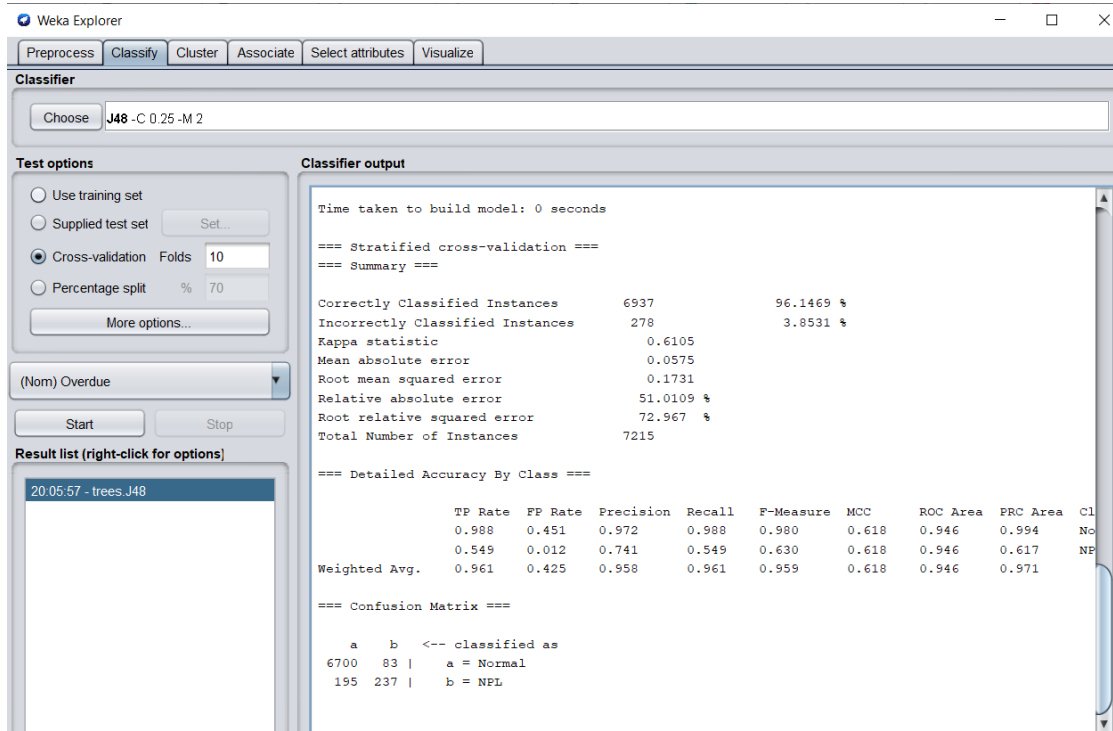 Weka Explorer
Preprocess Classify Cluster Associate Select attributes Visualize
Classifier
Choose J48 -C 0.25 -M 2
Test options
Use training set
Supplied test set Set...
Cross-validation Folds 10
Percentage split % 70
More options...
(Nom) Overdue
Start Stop
Result list (right-click for options)
20:05:57 - trees.J48
Classifier output
Time taken to build model: 0 seconds
=== Stratified cross-validation ===
=== Summary ===
Correctly Classified Instances 6937 96.1469 %
Incorrectly Classified Instances 278 3.8531 %
Kappa statistic 0.6105
Mean absolute error 0.0575
Root mean squared error 0.1731
Relative absolute error 51.0109 %
Root relative squared error 72.967 %
Total Number of Instances 7215
=== Detailed Accuracy By Class ===
TP Rate FP Rate Precision Recall F-Measure MCC ROC Area PRC Area Cl
0.988 0.451 0.972 0.988 0.980 0.618 0.946 0.994 No
0.549 0.012 0.741 0.549 0.630 0.618 0.946 0.617 NP
Weighted Avg. 0.961 0.425 0.958 0.961 0.959 0.618 0.946 0.971
=== Confusion Matrix ===
a b <-- classified as
6700 83 | a = Normal
195 237 | b = NPL